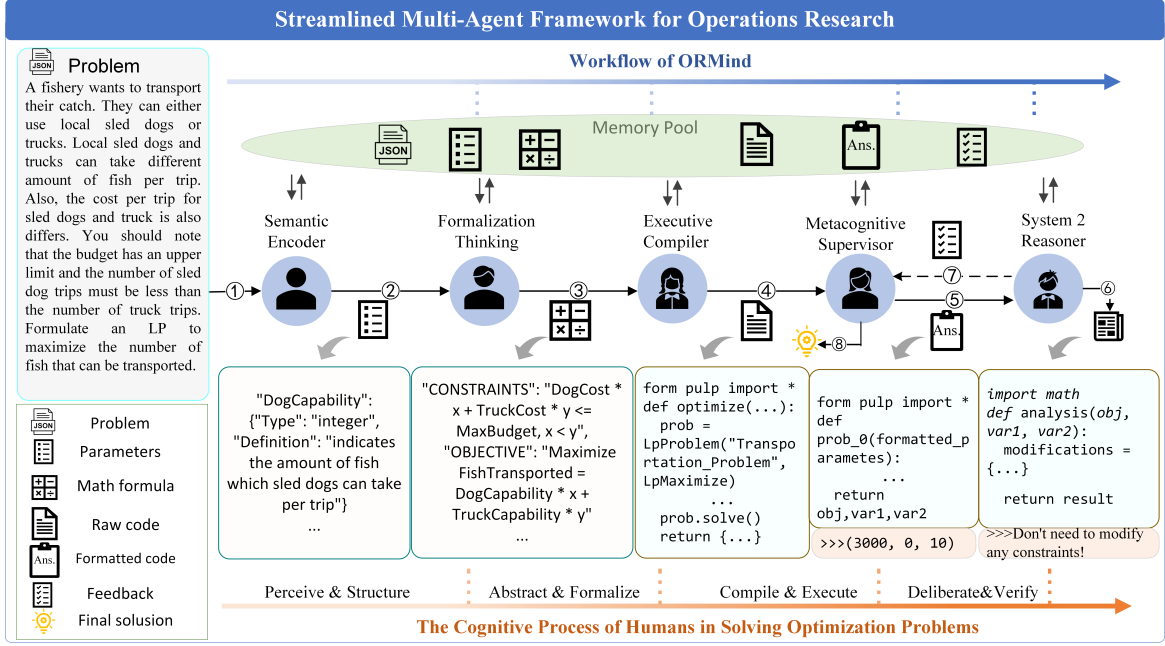 Streamlined Multi-Agent Framework for Operations Research
JSON
Problem
A fishery wants to transport
their catch. They can either
use local sled dogs or
trucks. Local sled dogs and
trucks can take different
amount of fish per trip.
Also, the cost per trip for
sled dogs and truck is also
differs. You should note
that the budget has an upper
limit and the number of sled
dog trips must be less than
the number of truck trips.
Formulate an LP to
maximize the number of
fish that can be transported.
JSON
Problem
Parameters
Math formula
Raw code
Ans.
Formatted code
Feedback
Final solusion
Workflow of ORMind
Memory Pool
JSON
Ans.
Semantic
Encoder
Formalization
Thinking
Executive
Compiler
Metacognitive
Supervisor
System 2
Reasoner
①
②
③
④
⑤
⑥
⑦
⑧
Ans.
"DogCapability":
{"Type": "integer",
"Definition": "indicates
the amount of fish
which sled dogs can take
per trip"}
...
"CONSTRAINTS": "DogCost *
x + TruckCost * y <=
MaxBudget, x < y",
"OBJECTIVE": "Maximize
FishTransported =
DogCapability * x +
TruckCapability * y"
...
form pulp import *
def optimize(...):
prob =
LpProblem("Transpo
rtation_Problem",
LpMaximize)
...
prob.solve()
return {...}
form pulp import *
def
prob_0(formatted_p
arametes):
...
return
obj,var1,var2
>>>(3000, 0, 10)
import math
def analysis(obj,
var1, var2):
modifications =
{...}
return result
>>>Don't need to modify
any constraints!
Perceive & Structure
Abstract & Formalize
Compile & Execute
Deliberate&Verify
The Cognitive Process of Humans in Solving Optimization Problems